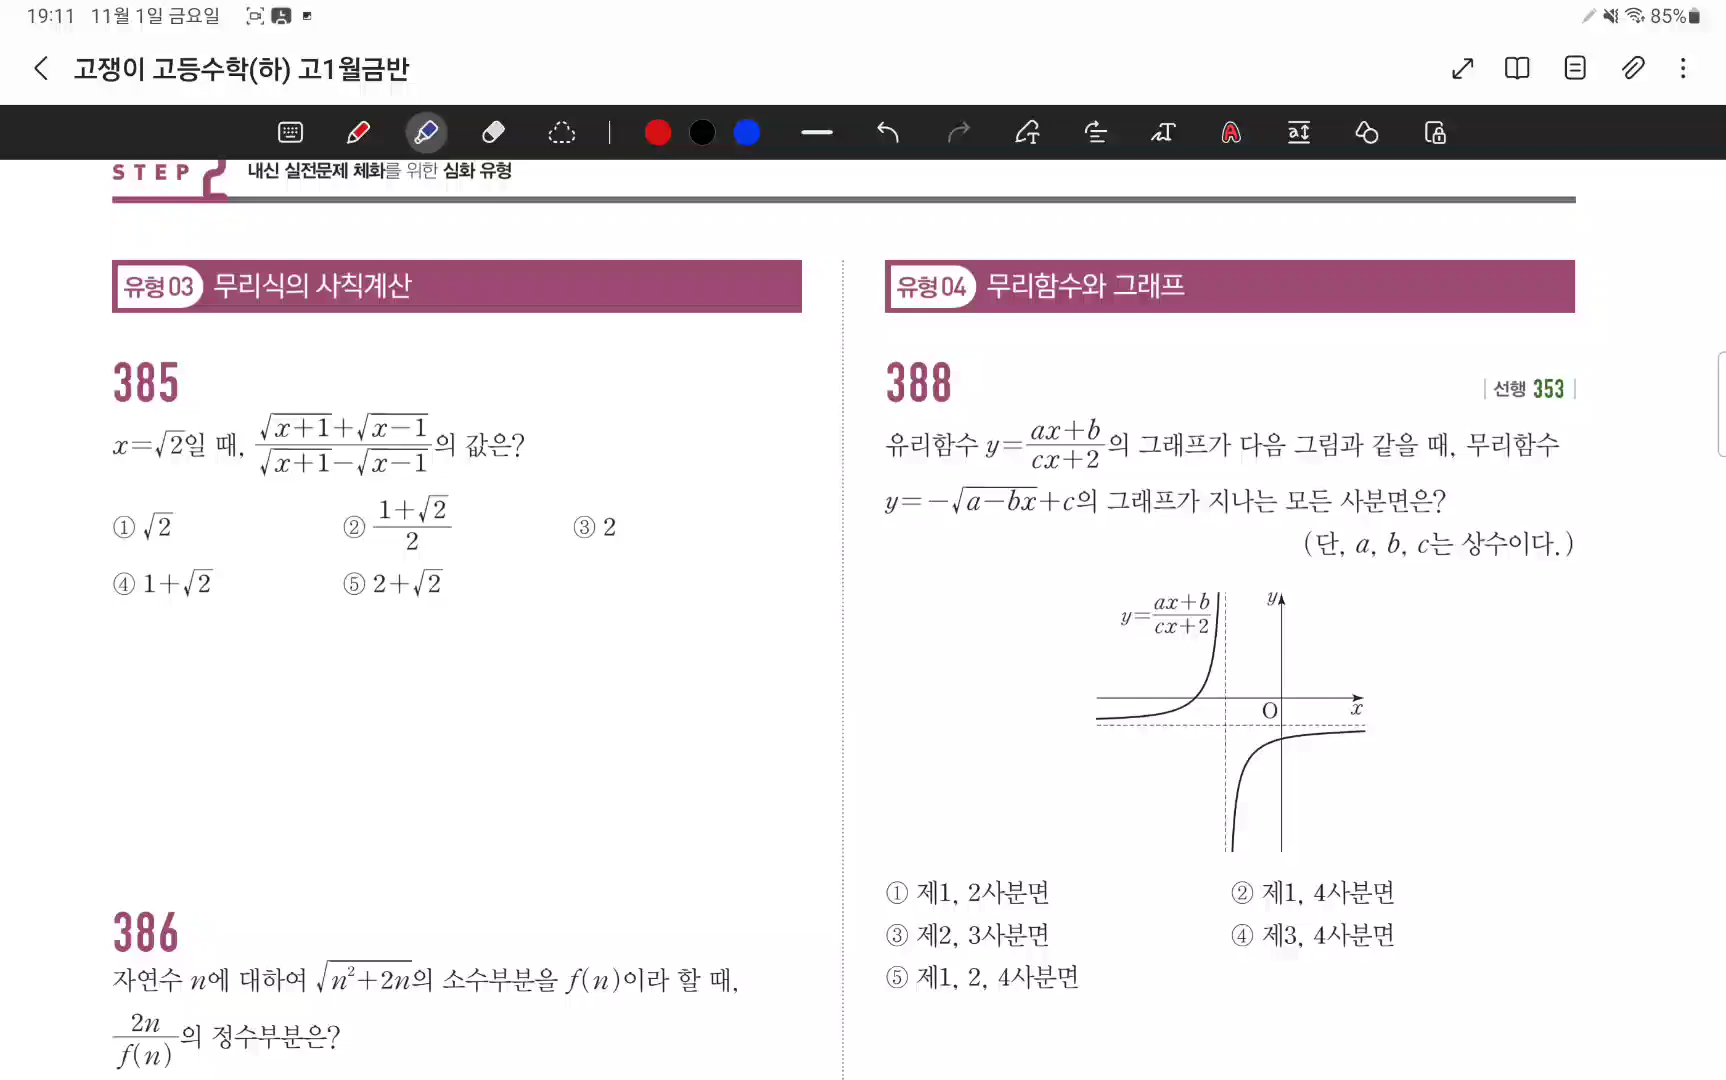 19:11 11월 1일 금요일 85%
고쟁이 고등수학(하) 고1월금반
STEP 2 내신 실전문제 체화를 위한 심화 유형
유형 03 무리식의 사칙계산
385
x=√2일 때, (√(x+1)+√(x-1))/(√(x+1)-√(x-1))의 값은?
① √2 ② (1+√2)/2 ③ 2
④ 1+√2 ⑤ 2+√2
386
자연수 n에 대하여 √(n²+2n)의 소수부분을 f(n)이라 할 때,
2n/f(n)의 정수부분은?
유형 04 무리함수와 그래프
388
선행 353
유리함수 y=(ax+b)/(cx+2)의 그래프가 다음 그림과 같을 때, 무리함수
y=-√(a-bx)+c의 그래프가 지나는 모든 사분면은?
(단, a, b, c는 상수이다.)
y=(ax+b)/(cx+2)
y
O
x
① 제1, 2사분면 ② 제1, 4사분면
③ 제2, 3사분면 ④ 제3, 4사분면
⑤ 제1, 2, 4사분면